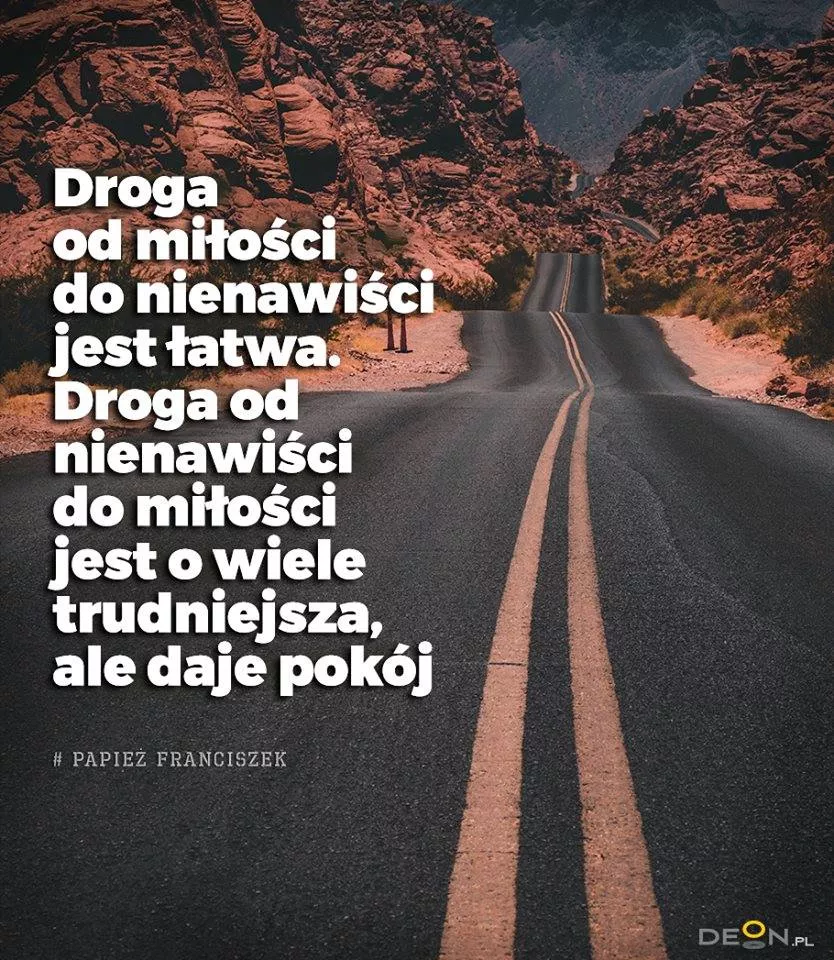 Droga
od miłości
do nienawiści
jest łatwa.
Droga od
nienawiści
do miłości
jest o wiele
trudniejsza,
ale daje pokój
# PAPIEŻ FRANCISZEK
DEON.PL